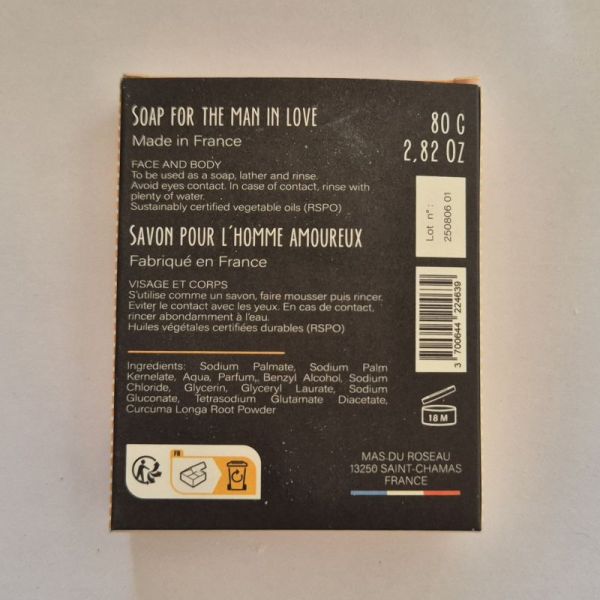 SOAP FOR THE MAN IN LOVE
Made in France
FACE AND BODY
To be used as a soap, lather and rinse.
Avoid eyes contact. In case of contact, rinse with
plenty of water.
Sustainably certified vegetable oils (RSPO)
SAVON POUR L'HOMME AMOUREUX
Fabriqué en France
VISAGE ET CORPS
S'utilise comme un savon, faire mousser puis rincer.
Eviter le contact avec les yeux. En cas de contact,
rincer abondamment à l'eau.
Huiles végétales certifiées durables (RSPO)
Ingredients: Sodium Palmate, Sodium Palm
Kernelate, Aqua, Parfum, Benzyl Alcohol, Sodium
Chloride, Glycerin, Glyceryl Laurate, Sodium
Gluconate, Tetrasodium Glutamate Diacetate,
Curcuma Longa Root Powder
FR
80 G
2,82 OZ
Lot n° :
250806 01
3 700644 224639
18 M
MAS DU ROSEAU
13250 SAINT-CHAMAS
FRANCE